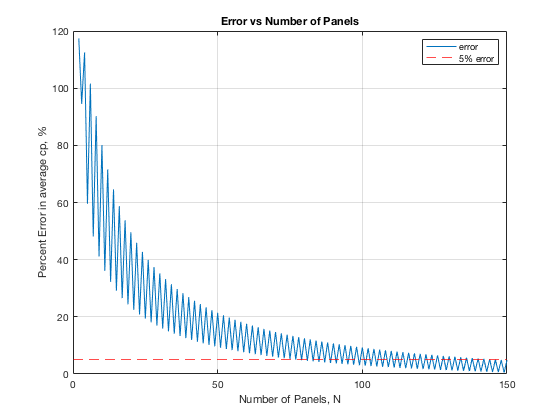 Error vs Number of Panels
error
5% error
Percent Error in average cp, %
120
100
80
60
40
20
0
0 50 100 150
Number of Panels, N